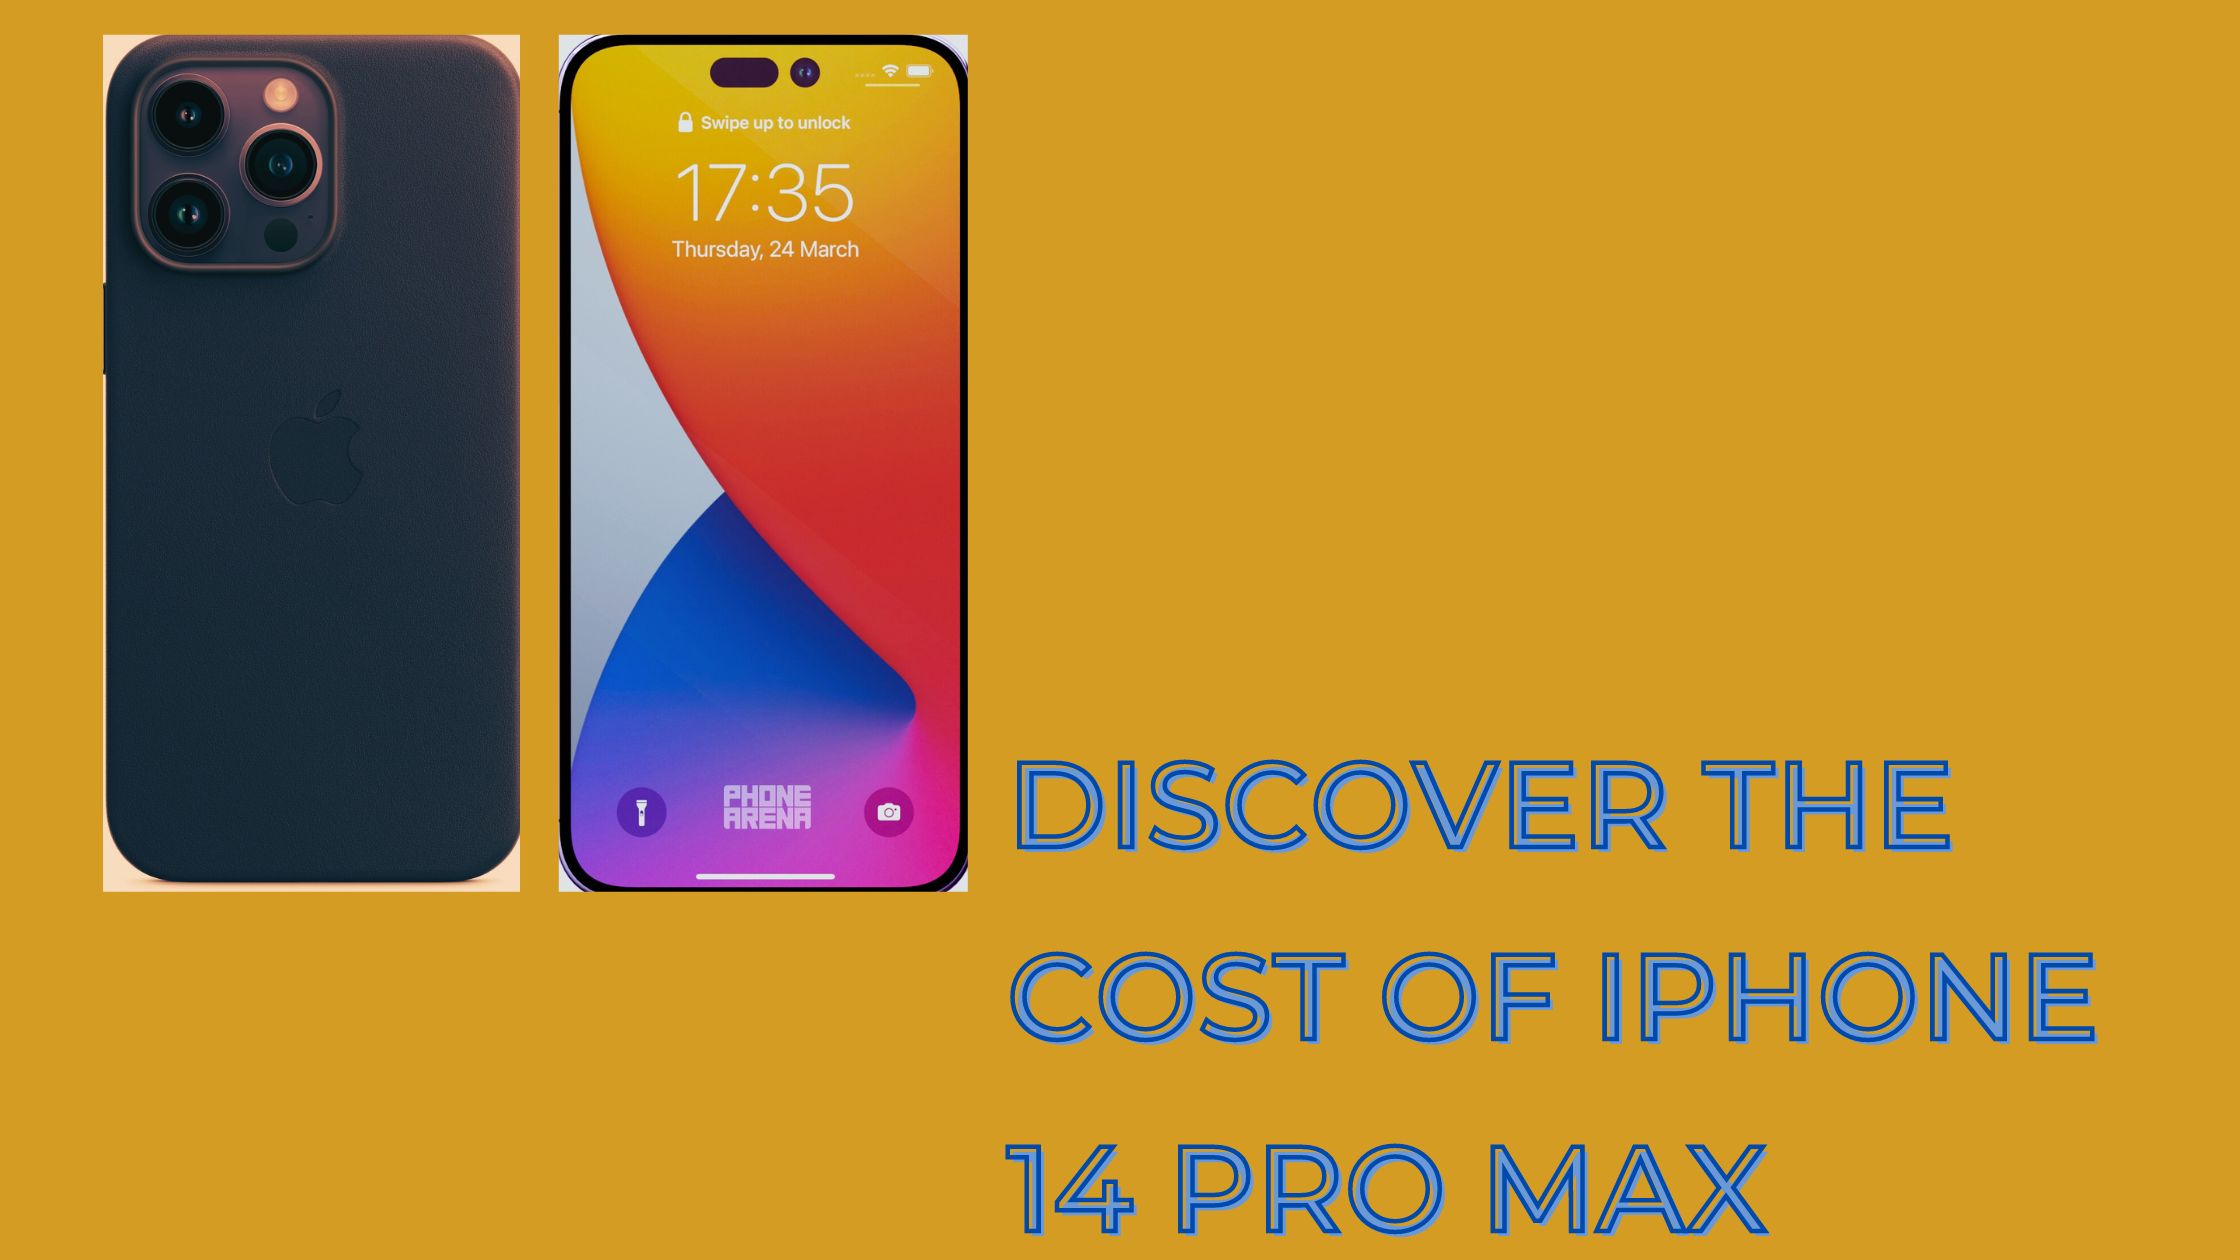 Swipe up to unlock
17:35
Thursday, 24 March
PHONE
ARENA
DISCOVER THE
COST OF IPHONE
14 PRO MAX